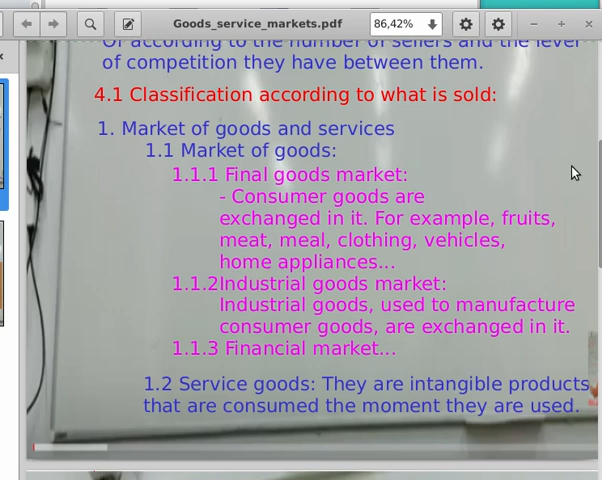 Goods_service_markets.pdf
86,42%
Or according to the number of sellers and the level
of competition they have between them.
4.1 Classification according to what is sold:
1. Market of goods and services
1.1 Market of goods:
1.1.1 Final goods market:
- Consumer goods are
exchanged in it. For example, fruits,
meat, meal, clothing, vehicles,
home appliances...
1.1.2Industrial goods market:
Industrial goods, used to manufacture
consumer goods, are exchanged in it.
1.1.3 Financial market...
1.2 Service goods: They are intangible products
that are consumed the moment they are used.